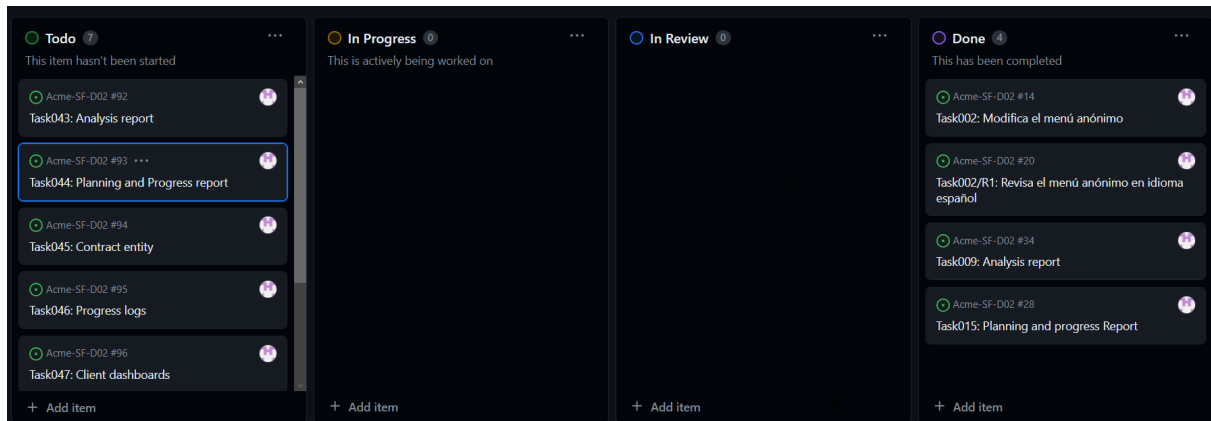 Todo 7
This item hasn't been started
Acme-SF-D02 #92
Task043: Analysis report
Acme-SF-D02 #93
Task044: Planning and Progress report
Acme-SF-D02 #94
Task045: Contract entity
Acme-SF-D02 #95
Task046: Progress logs
Acme-SF-D02 #96
Task047: Client dashboards
+ Add item
In Progress 0
This is actively being worked on
+ Add item
In Review 0
+ Add item
Done 4
This has been completed
Acme-SF-D02 #14
Task002: Modifica el menú anónimo
Acme-SF-D02 #20
Task002/R1: Revisa el menú anónimo en idioma
español
Acme-SF-D02 #34
Task009: Analysis report
Acme-SF-D02 #28
Task015: Planning and progress Report
+ Add item